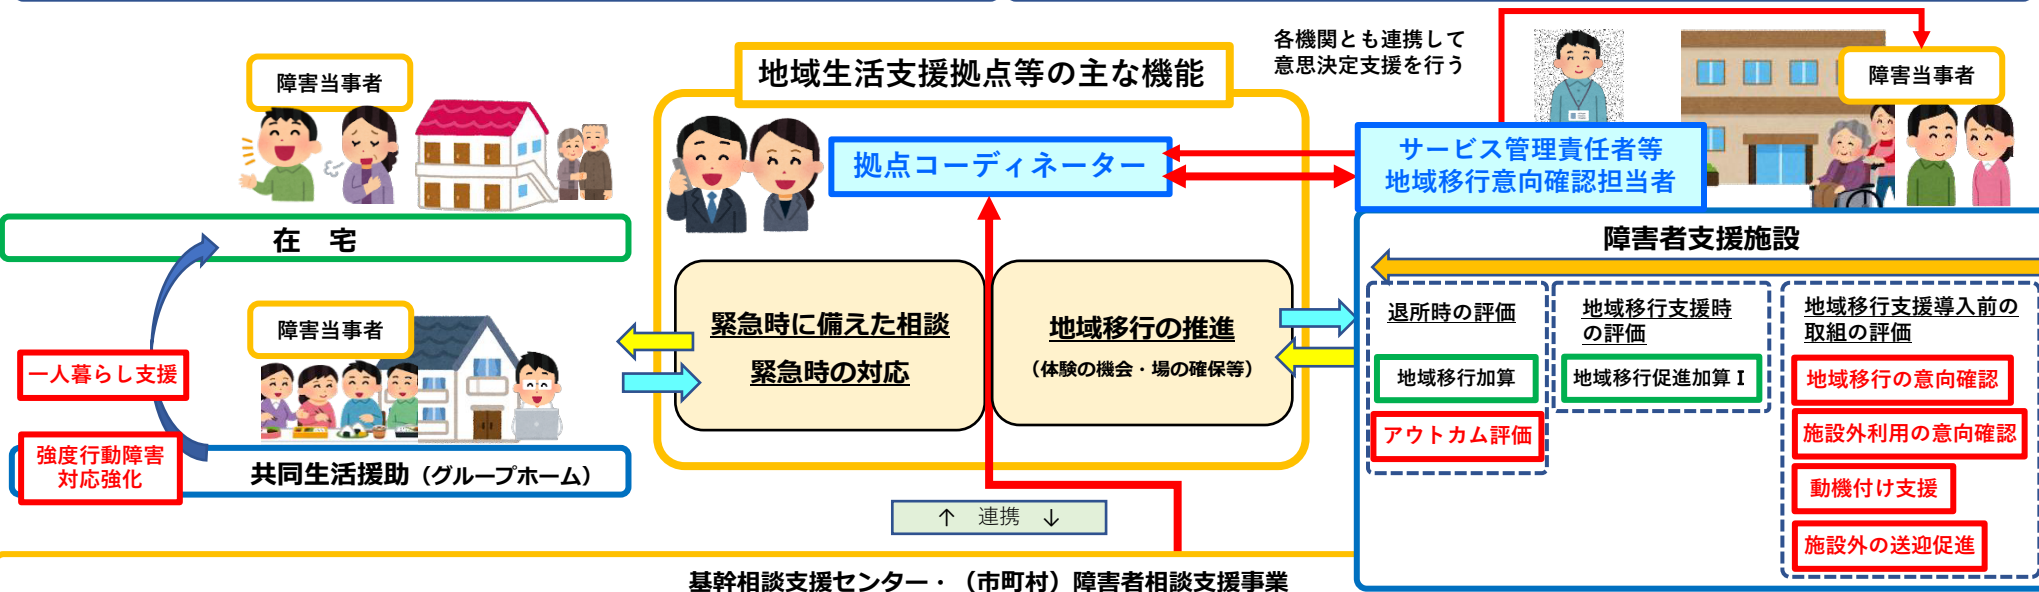 各機関とも連携して
意思決定支援を行う
地域生活支援拠点等の主な機能
障害当事者
障害当事者
拠点コーディネーター
サービス管理責任者等
地域移行意向確認担当者
在　宅
障害者支援施設
障害当事者
緊急時に備えた相談
緊急時の対応
地域移行の推進
（体験の機会・場の確保等）
退所時の評価
地域移行加算
アウトカム評価
地域移行支援時
の評価
地域移行促進加算Ⅰ
地域移行支援導入前の
取組の評価
地域移行の意向確認
施設外利用の意向確認
動機付け支援
施設外の送迎促進
一人暮らし支援
強度行動障害
対応強化
共同生活援助（グループホーム）
↑　連携　↓
基幹相談支援センター・（市町村）障害者相談支援事業